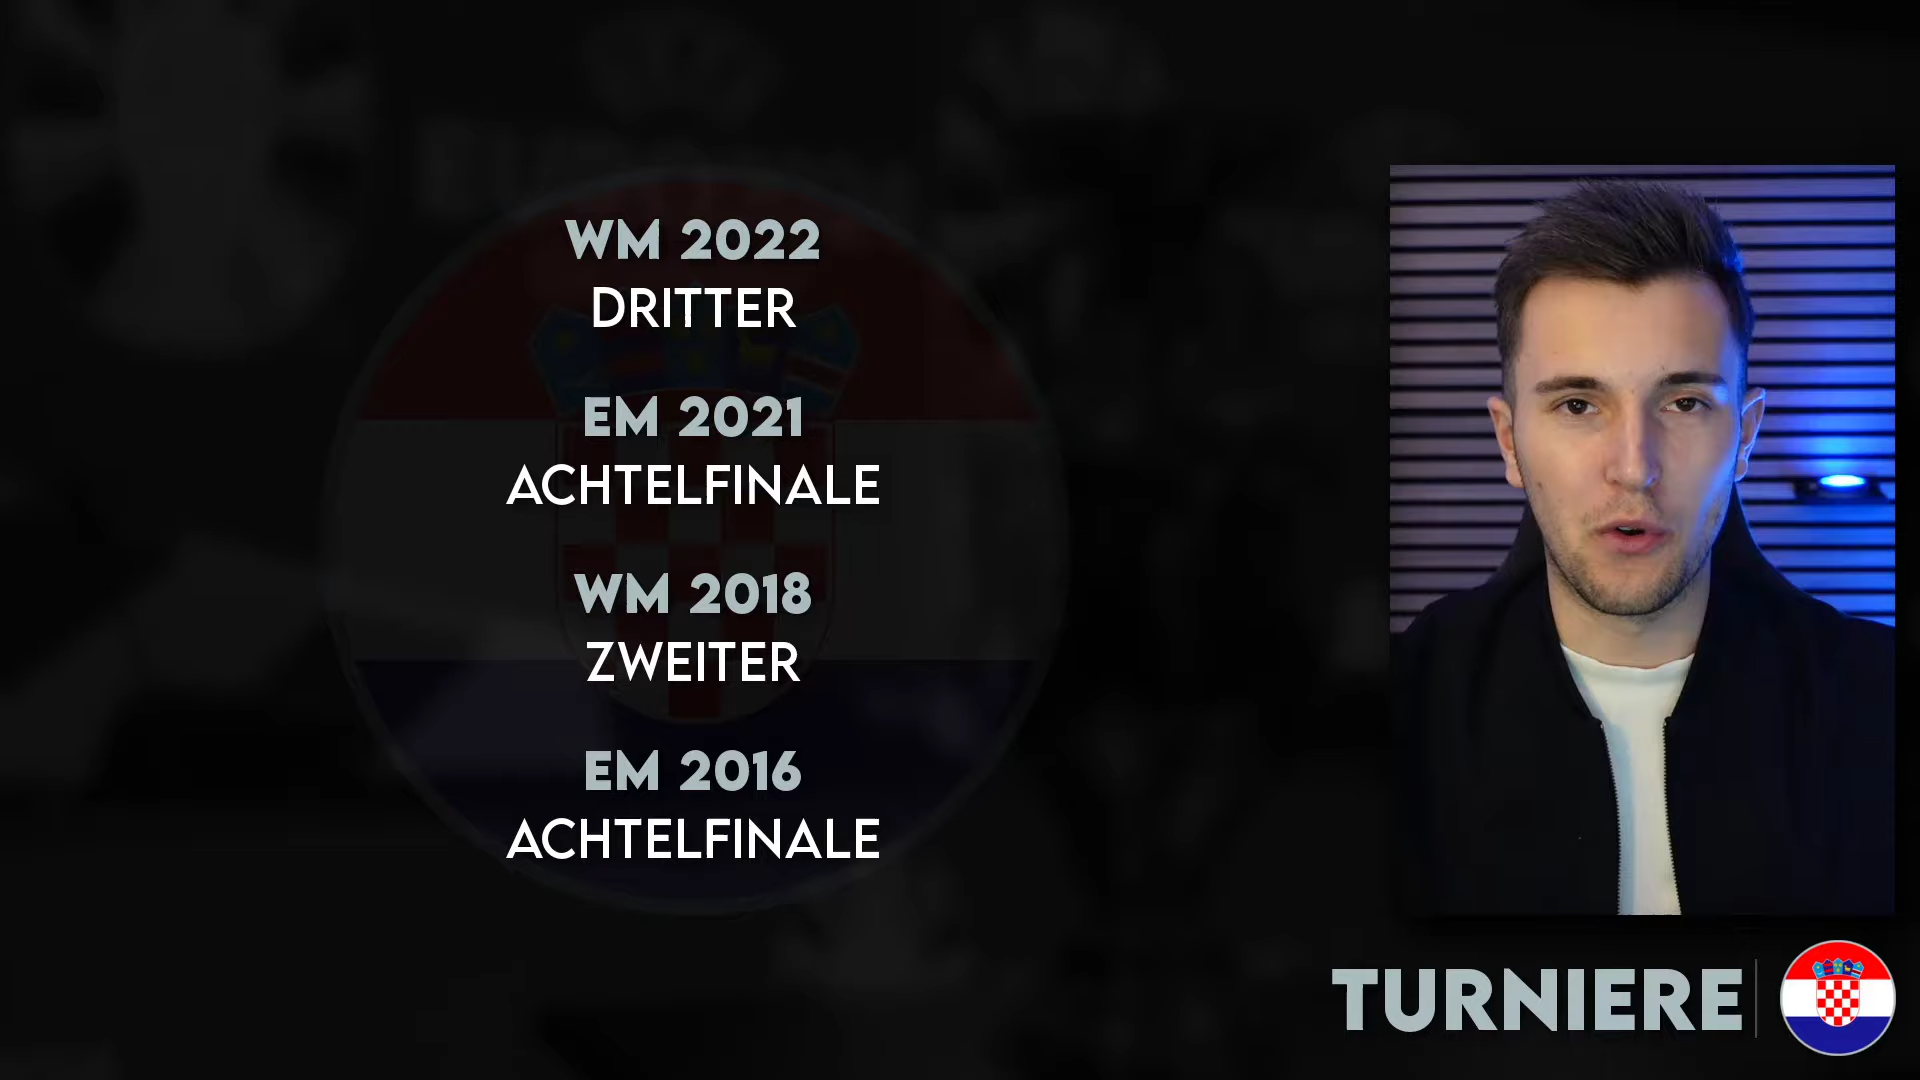 WM 2022
DRITTER
EM 2021
ACHTELFINALE
WM 2018
ZWEITER
EM 2016
ACHTELFINALE
TURNIERE